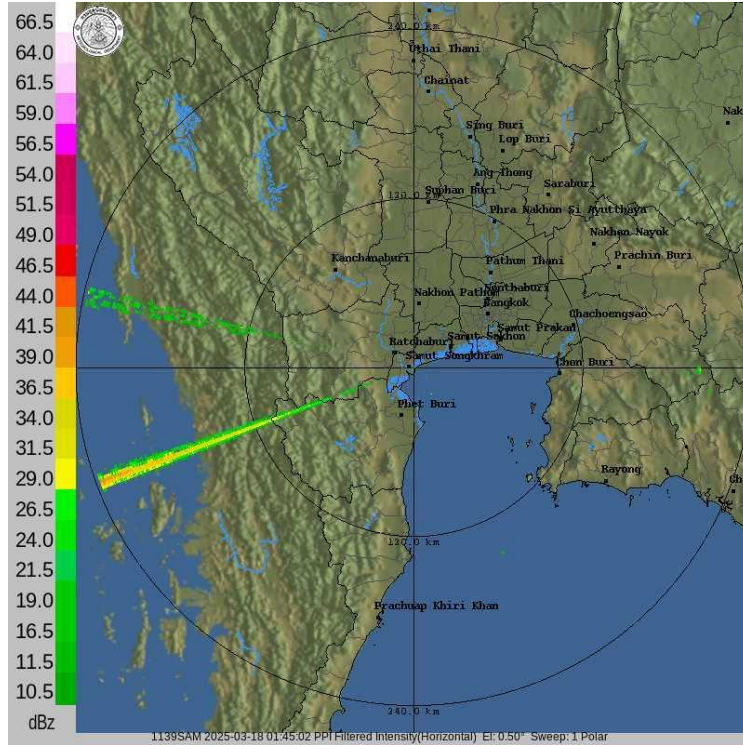 66.5
64.0
61.5
59.0
56.5
54.0
51.5
49.0
46.5
44.0
41.5
39.0
36.5
34.0
31.5
29.0
26.5
24.0
21.5
19.0
16.5
11.5
10.5
dBz
240.0 km
Uthai Thani
Chainat
Sing Buri
Lop Buri
Nak
Ang Thong
Suphan Buri
Saraburi
120.0 km
Phra Nakhon Si Ayutthaya
Nakhon Nayok
Kanchanaburi
Pathum Thani
Prachin Buri
Nakhon Pathom
Nonthaburi
Bangkok
Chachoengsao
Samut Prakan
Ratchaburi
Samut Sakhon
Samut Songkhram
Chon Buri
Phet Buri
Rayong
Ch
120.0 km
Prachuap Khiri Khan
240.0 km
1139SAM 2025-03-18 01:45:02 PPI Filtered Intensity(Horizontal) El: 0.50° Sweep: 1 Polar